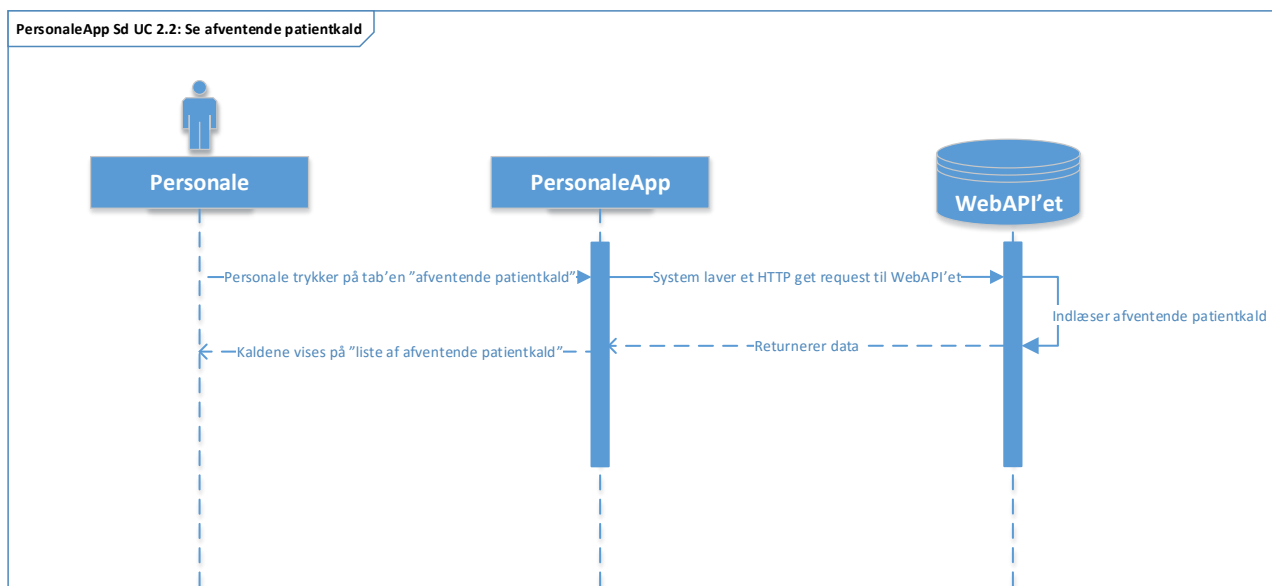 PersonaleApp Sd UC 2.2: Se afventende patientkald
Personale
PersonaleApp
WebAPI’et
Personale trykker på tab’en ”afventende patientkald”
System laver et HTTP get request til WebAPI’et
Indlæser afventende patientkald
Kaldene vises på ”liste af afventende patientkald”
Returnerer data